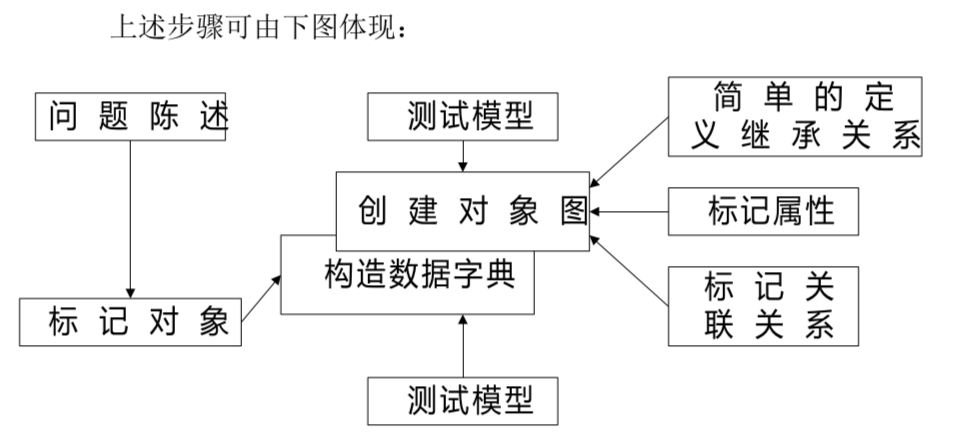 上述步骤可由下图体现：
问题陈述
测试模型
简单的定
义继承关系
创建对象图
标记属性
构造数据字典
标记对象
标记关
联关系
测试模型